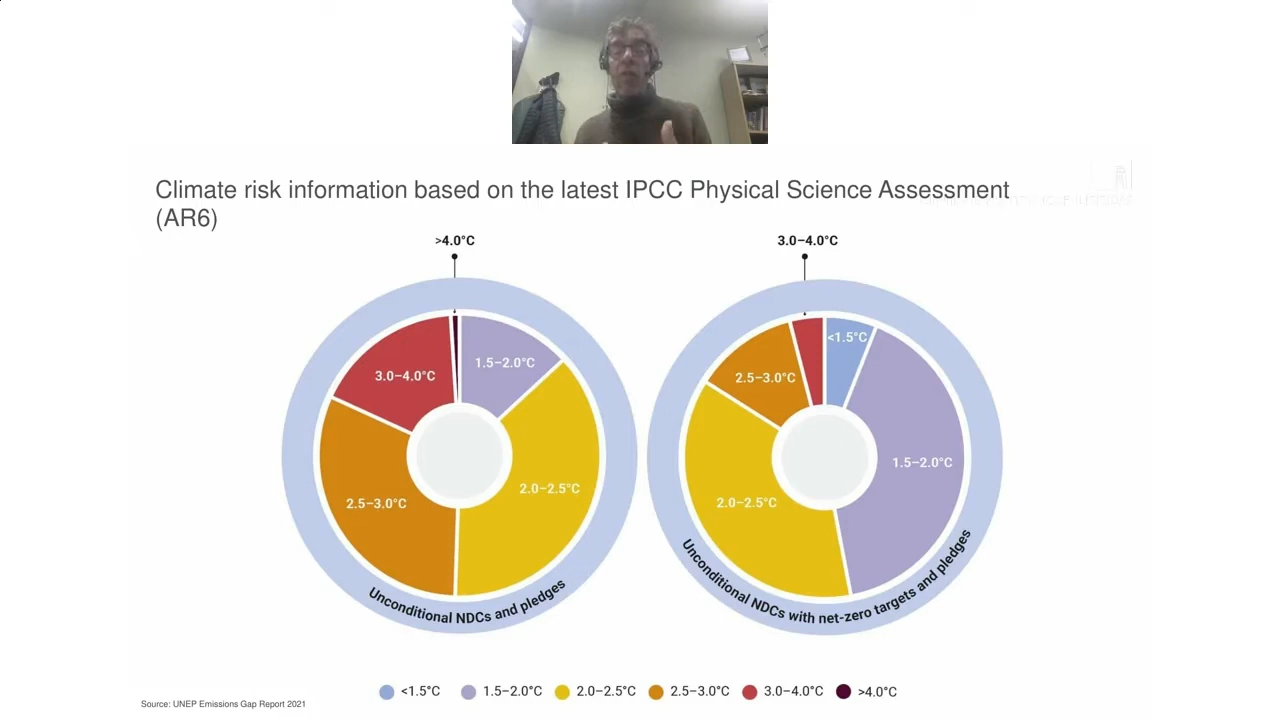 Climate risk information based on the latest IPCC Physical Science Assessment
(AR6)
>4.0°C
3.0–4.0°C
1.5–2.0°C
3.0–4.0°C
2.0–2.5°C
2.5–3.0°C
Unconditional NDCs and pledges
<1.5°C
2.5–3.0°C
1.5–2.0°C
2.0–2.5°C
Unconditional NDCs with net-zero targets and pledges
<1.5°C 1.5–2.0°C 2.0–2.5°C 2.5–3.0°C 3.0–4.0°C >4.0°C
Source: UNEP Emissions Gap Report 2021